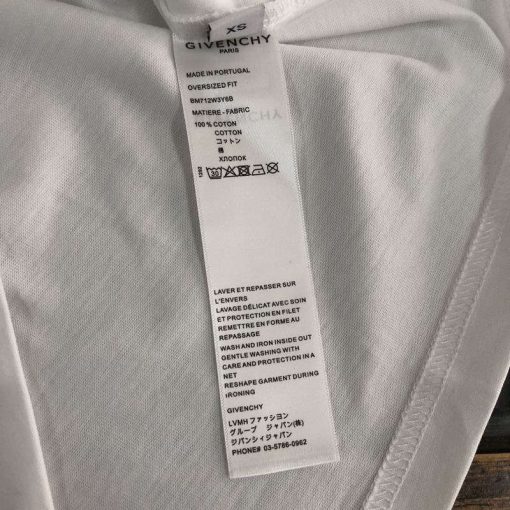 XS
GIVENCHY
PARIS
MADE IN PORTUGAL
OVERSIZED FIT
BM712W3Y6B
MATIERE - FABRIC
100 % COTON
COTTON
コットン
棉
ХЛОПОК
1392
30
LAVER ET REPASSER SUR
L'ENVERS
LAVAGE DÉLICAT AVEC SOIN
ET PROTECTION EN FILET
REMETTRE EN FORME AU
REPASSAGE
WASH AND IRON INSIDE OUT
GENTLE WASHING WITH
CARE AND PROTECTION IN A
NET
RESHAPE GARMENT DURING
IRONING
GIVENCHY
LVMH ファッション
グループ ジャパン(株)
ジバンシィジャパン
PHONE# 03-5786-0962